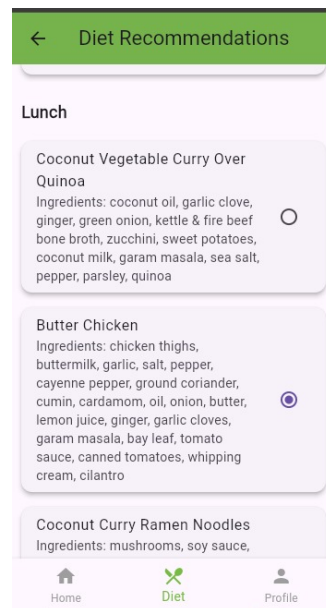 Diet Recommendations
Lunch
Coconut Vegetable Curry Over
Quinoa
Ingredients: coconut oil, garlic clove,
ginger, green onion, kettle & fire beef
bone broth, zucchini, sweet potatoes,
coconut milk, garam masala, sea salt,
pepper, parsley, quinoa
Butter Chicken
Ingredients: chicken thighs,
buttermilk, garlic, salt, pepper,
cayenne pepper, ground coriander,
cumin, cardamom, oil, onion, butter,
lemon juice, ginger, garlic cloves,
garam masala, bay leaf, tomato
sauce, canned tomatoes, whipping
cream, cilantro
Coconut Curry Ramen Noodles
Ingredients: mushrooms, soy sauce,
Home
Diet
Profile